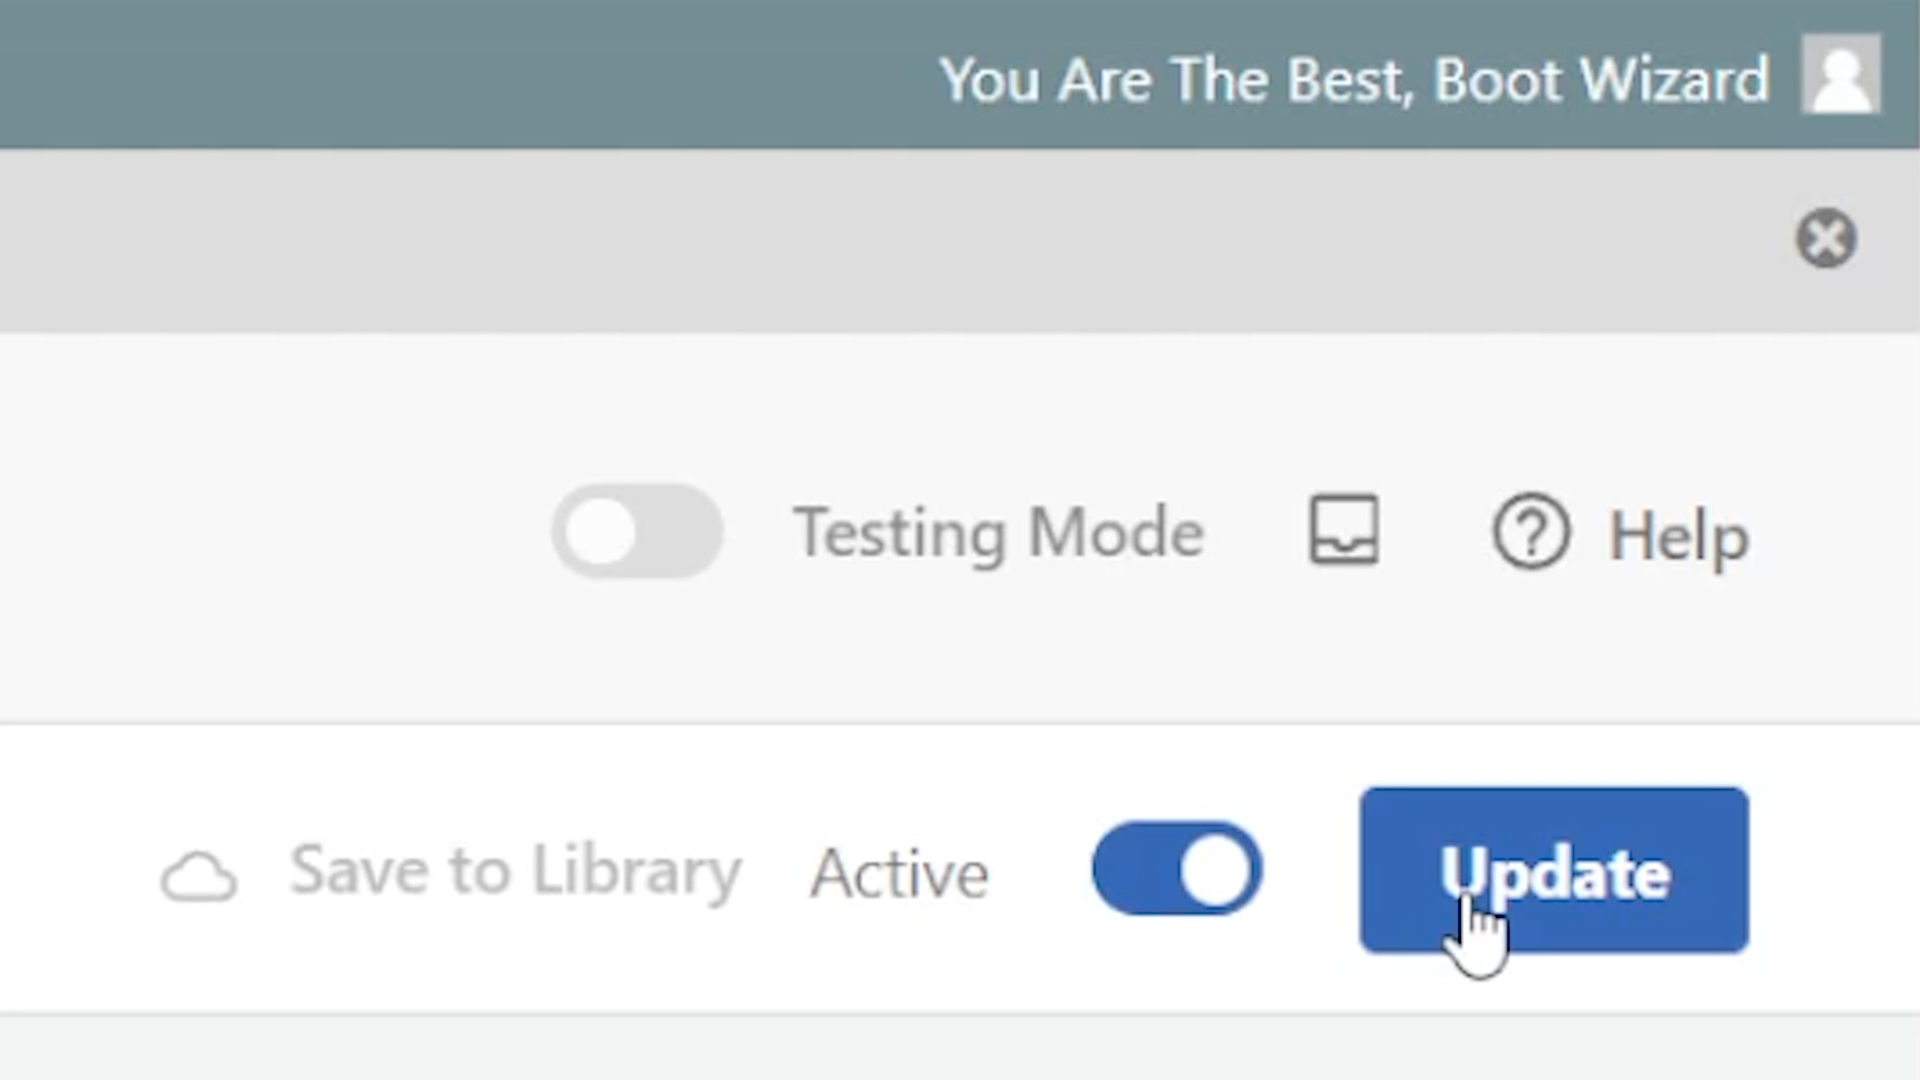 You Are The Best, Boot Wizard
Testing Mode
Help
Save to Library
Active
Update